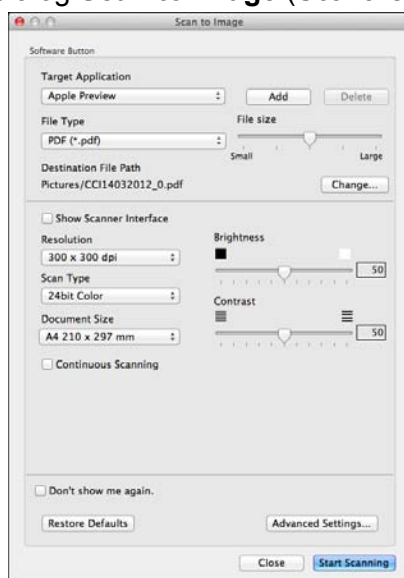 Scan to Image
Software Button
Target Application
Apple Preview Add Delete
File Type File size
PDF (*.pdf)
Small Large
Destination File Path
Pictures/CCI14032012_0.pdf Change...
Show Scanner Interface
Resolution Brightness
300 x 300 dpi 50
Scan Type
24bit Color Contrast
Document Size
A4 210 x 297 mm 50
Continuous Scanning
Don't show me again.
Restore Defaults Advanced Settings...
Close Start Scanning